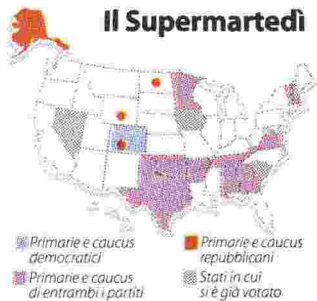 Il Supermartedì
Primarie e caucus
democratici
Primarie e caucus
repubblicani
Primarie e caucus
di entrambi i partiti
Stati in cui
si è già votato